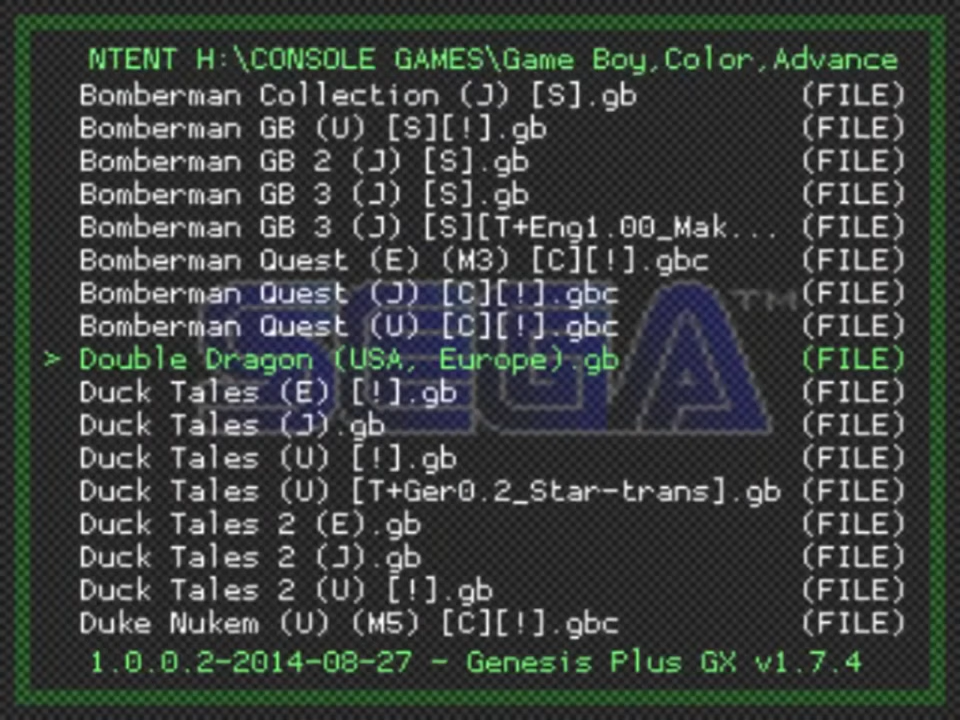 NTENT H:\CONSOLE GAMES\Game Boy,Color,Advance
Bomberman Collection (J) [S].gb (FILE)
Bomberman GB (U) [S][!].gb (FILE)
Bomberman GB 2 (J) [S].gb (FILE)
Bomberman GB 3 (J) [S].gb (FILE)
Bomberman GB 3 (J) [S][T+Eng1.00_Mak... (FILE)
Bomberman Quest (E) (M3) [C][!].gbc (FILE)
Bomberman Quest (J) [C][!].gbc (FILE)
Bomberman Quest (U) [C][!].gbc (FILE)
> Double Dragon (USA, Europe).gb (FILE)
Duck Tales (E) [!].gb (FILE)
Duck Tales (J).gb (FILE)
Duck Tales (U) [!].gb (FILE)
Duck Tales (U) [T+Ger0.2_Star-trans].gb (FILE)
Duck Tales 2 (E).gb (FILE)
Duck Tales 2 (J).gb (FILE)
Duck Tales 2 (U) [!].gb (FILE)
Duke Nukem (U) (M5) [C][!].gbc (FILE)
1.0.0.2-2014-08-27 - Genesis Plus GX v1.7.4
SEGA™